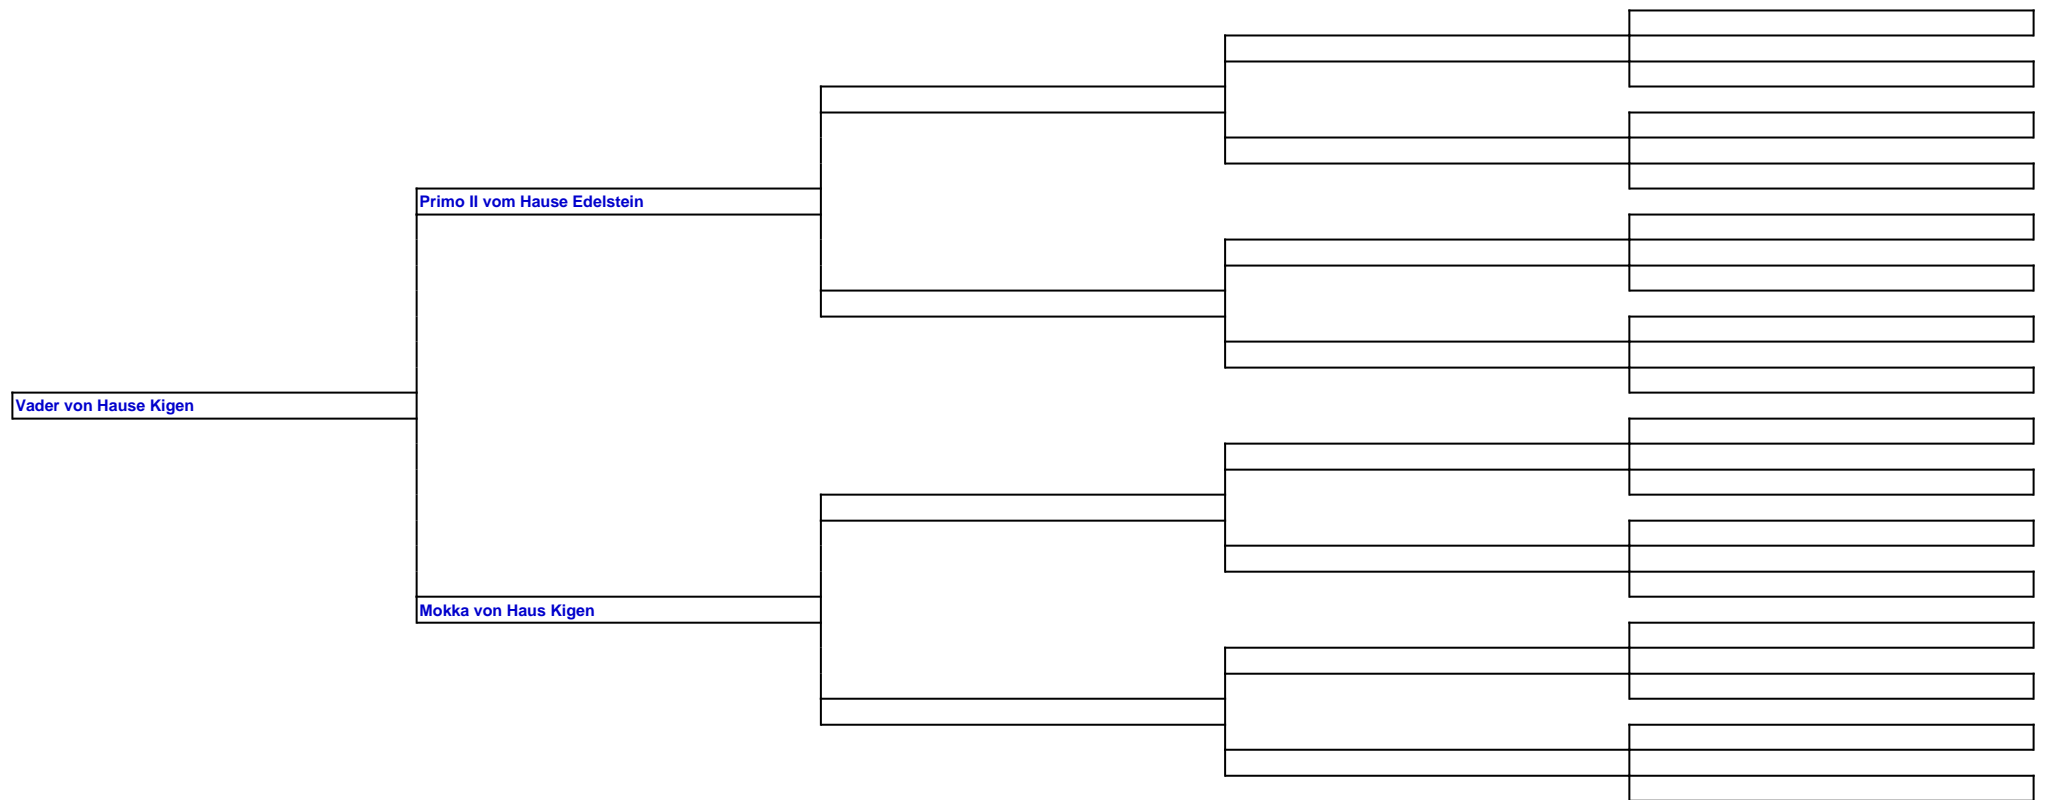 Primo II vom Hause Edelstein
Vader von Hause Kigen
Mokka von Haus Kigen